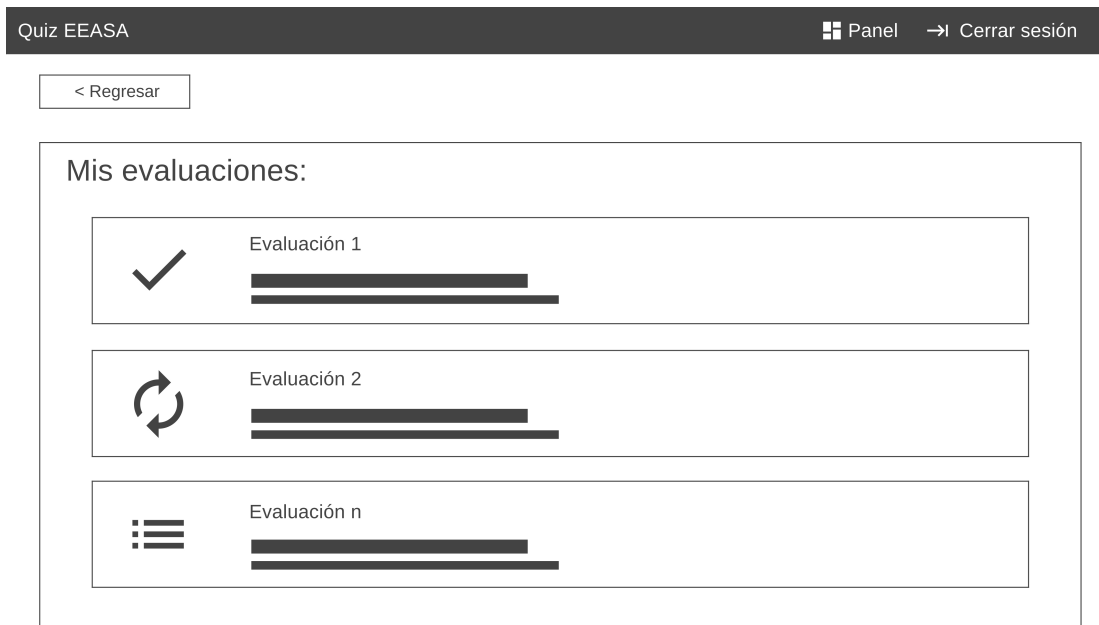 Quiz EEASA
Panel
Cerrar sesión
< Regresar
Mis evaluaciones:
Evaluación 1
Evaluación 2
Evaluación n